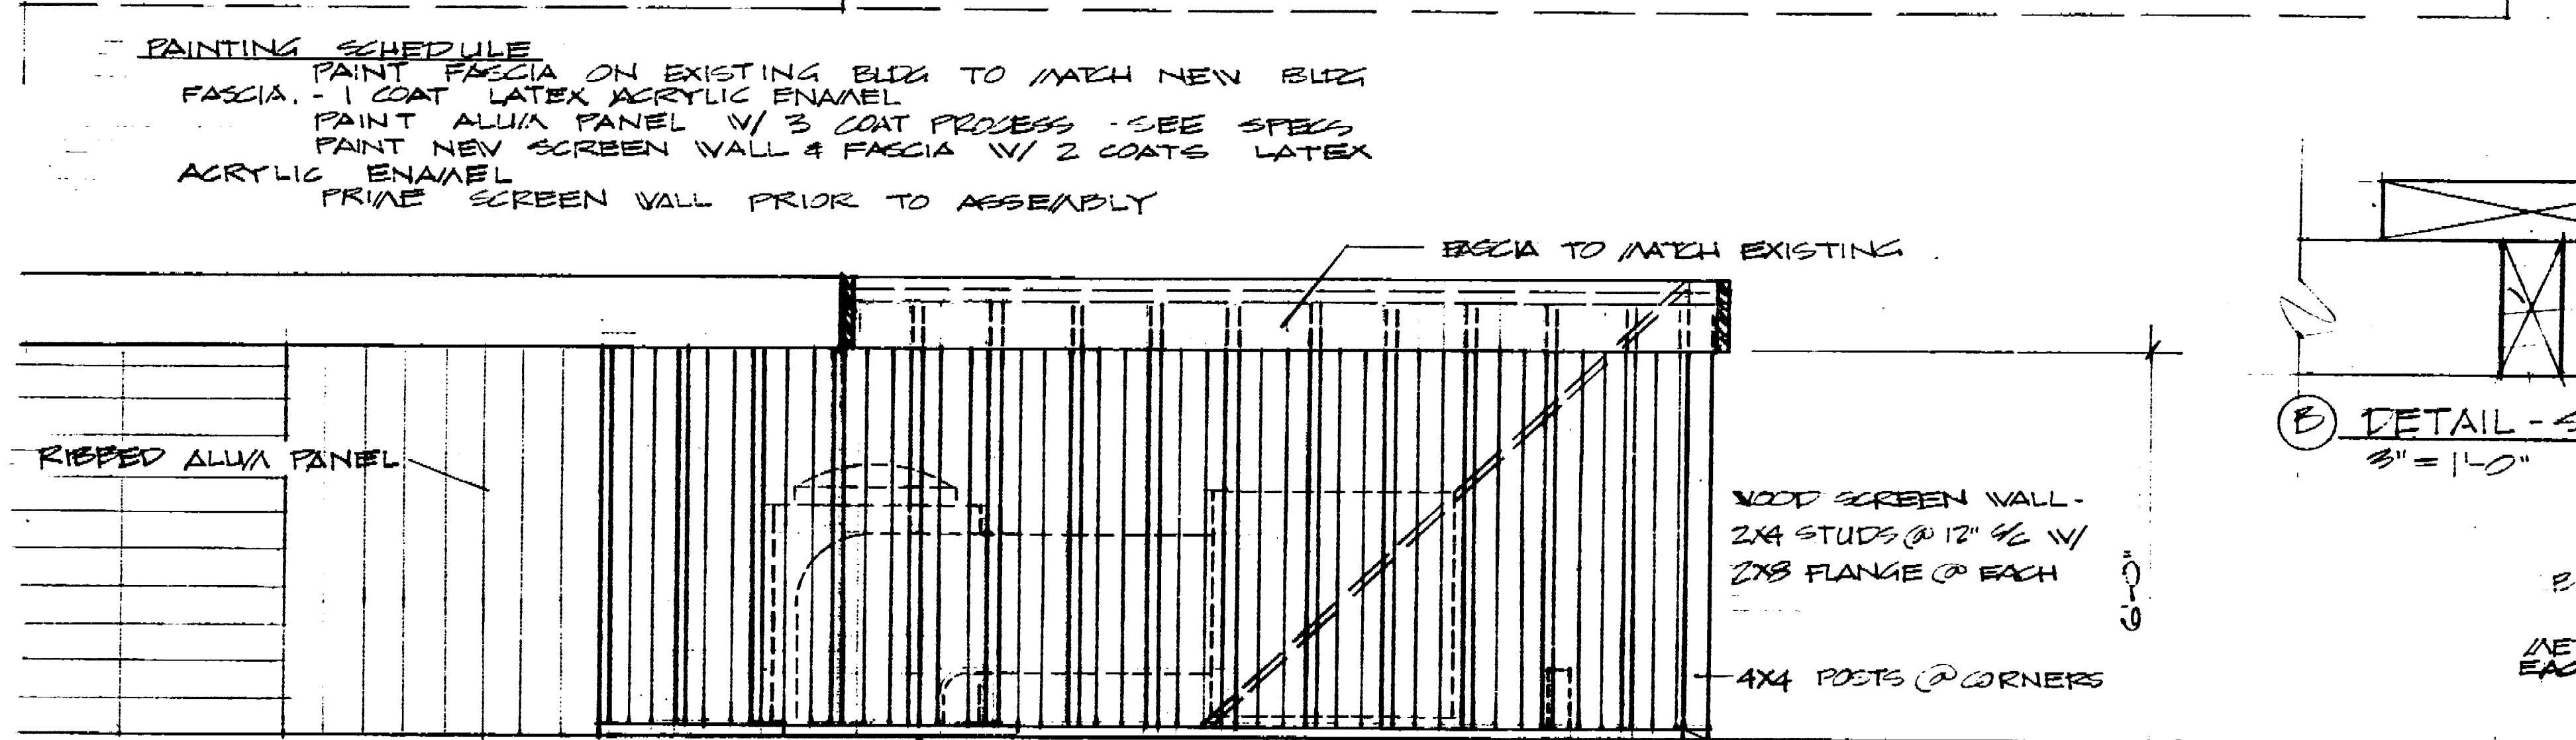 PAINTING SCHEDULE
PAINT FASCIA ON EXISTING BLDG TO MATCH NEW BLDG
FASCIA. - 1 COAT LATEX ACRYLIC ENAMEL
PAINT ALUM PANEL W/ 3 COAT PROCESS - SEE SPECS
PAINT NEW SCREEN WALL & FASCIA W/ 2 COATS LATEX
ACRYLIC ENAMEL
PRIME SCREEN WALL PRIOR TO ASSEMBLY
FASCIA TO MATCH EXISTING
RIBBED ALUM PANEL
WOOD SCREEN WALL -
2X4 STUDS @ 12" O/C W/
2X8 FLANGE @ EACH
4X4 POSTS @ CORNERS
6'-0"
B DETAIL -
3" = 1'-0"